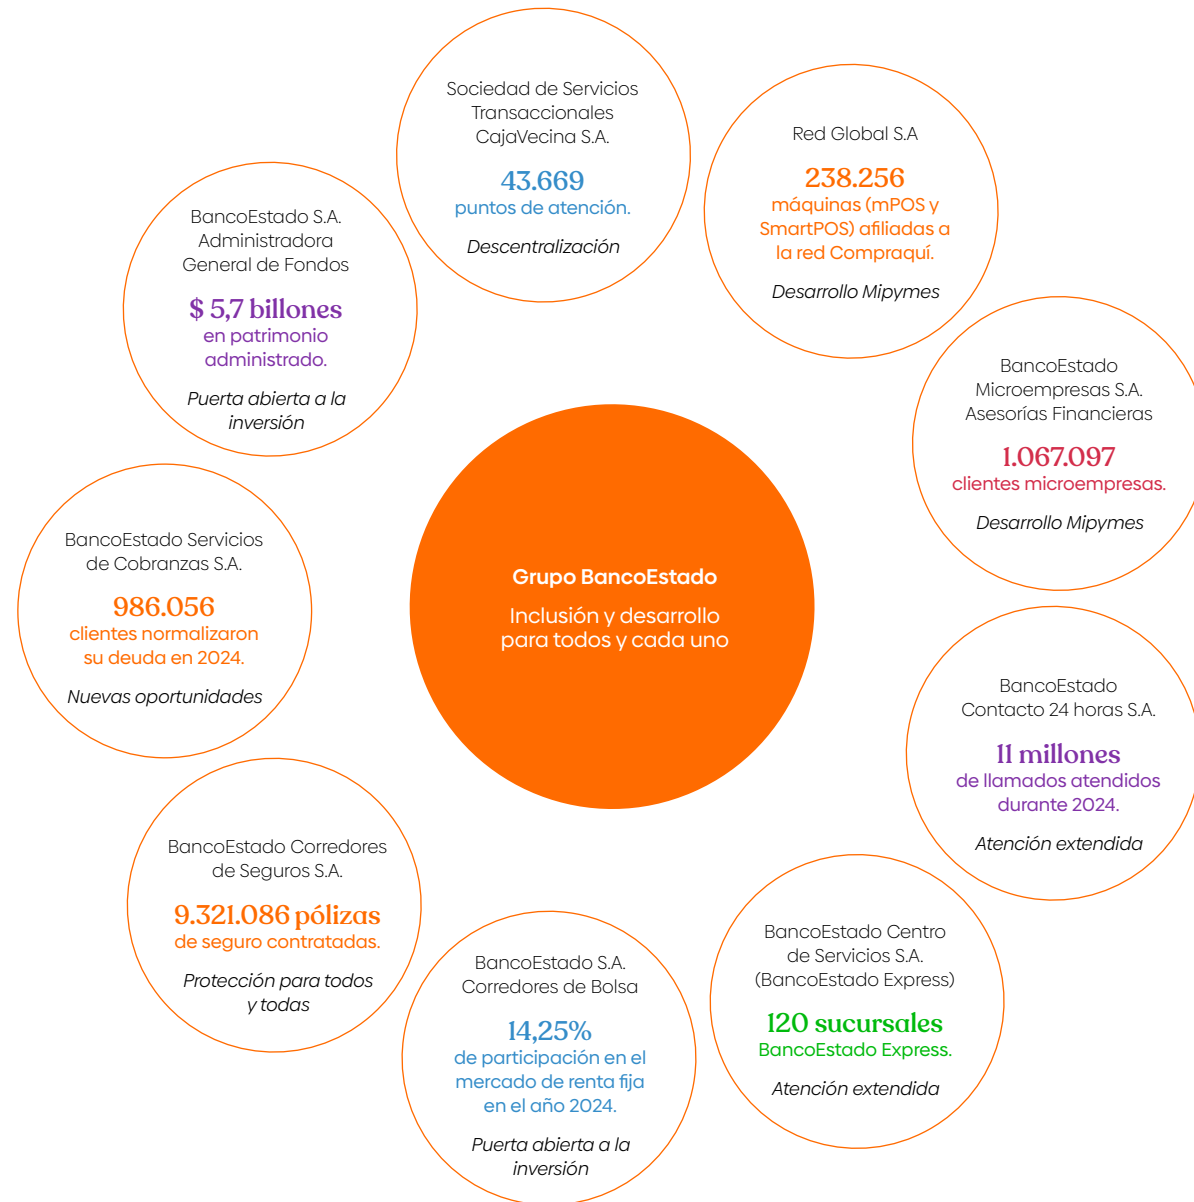 Sociedad de Servicios
Transaccionales
CajaVecina S.A.
43.669
puntos de atención.
Descentralización
Red Global S.A
238.256
máquinas (mPOS y
SmartPOS) afiliadas a
la red Compraquí.
Desarrollo Mipymes
BancoEstado
Microempresas S.A.
Asesorías Financieras
1.067.097
clientes microempresas.
Desarrollo Mipymes
BancoEstado
Contacto 24 horas S.A.
11 millones
de llamados atendidos
durante 2024.
Atención extendida
BancoEstado Centro
de Servicios S.A.
(BancoEstado Express)
120 sucursales
BancoEstado Express.
Atención extendida
BancoEstado S.A.
Corredores de Bolsa
14,25%
de participación en el
mercado de renta fija
en el año 2024.
Puerta abierta a la
inversión
BancoEstado Corredores
de Seguros S.A.
9.321.086 pólizas
de seguro contratadas.
Protección para todos
y todas
BancoEstado Servicios
de Cobranzas S.A.
986.056
clientes normalizaron
su deuda en 2024.
Nuevas oportunidades
BancoEstado S.A.
Administradora
General de Fondos
$ 5,7 billones
en patrimonio
administrado.
Puerta abierta a la
inversión
Grupo BancoEstado
Inclusión y desarrollo
para todos y cada uno